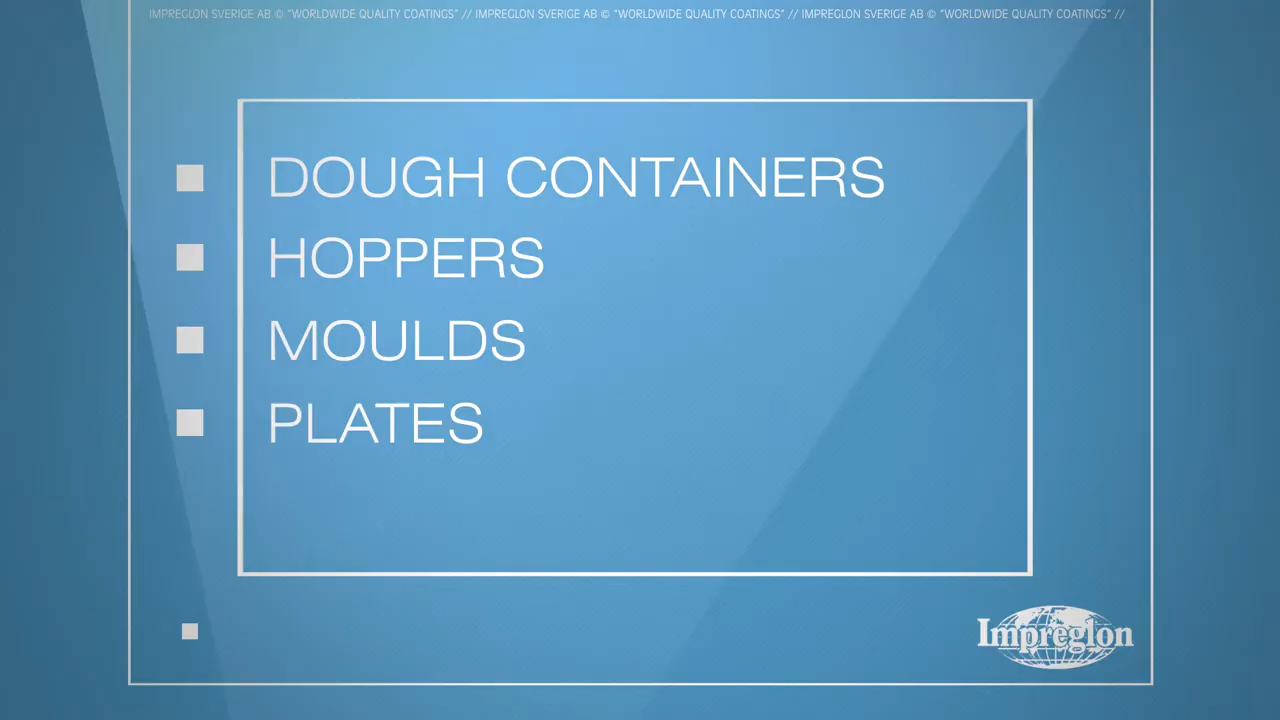 IMPREGLON SVERIGE AB © "WORLDWIDE QUALITY COATINGS" // IMPREGLON SVERIGE AB © "WORLDWIDE QUALITY COATINGS" // IMPREGLON SVERIGE AB © "WORLDWIDE QUALITY COATINGS" //
DOUGH CONTAINERS
HOPPERS
MOULDS
PLATES
Impreglon